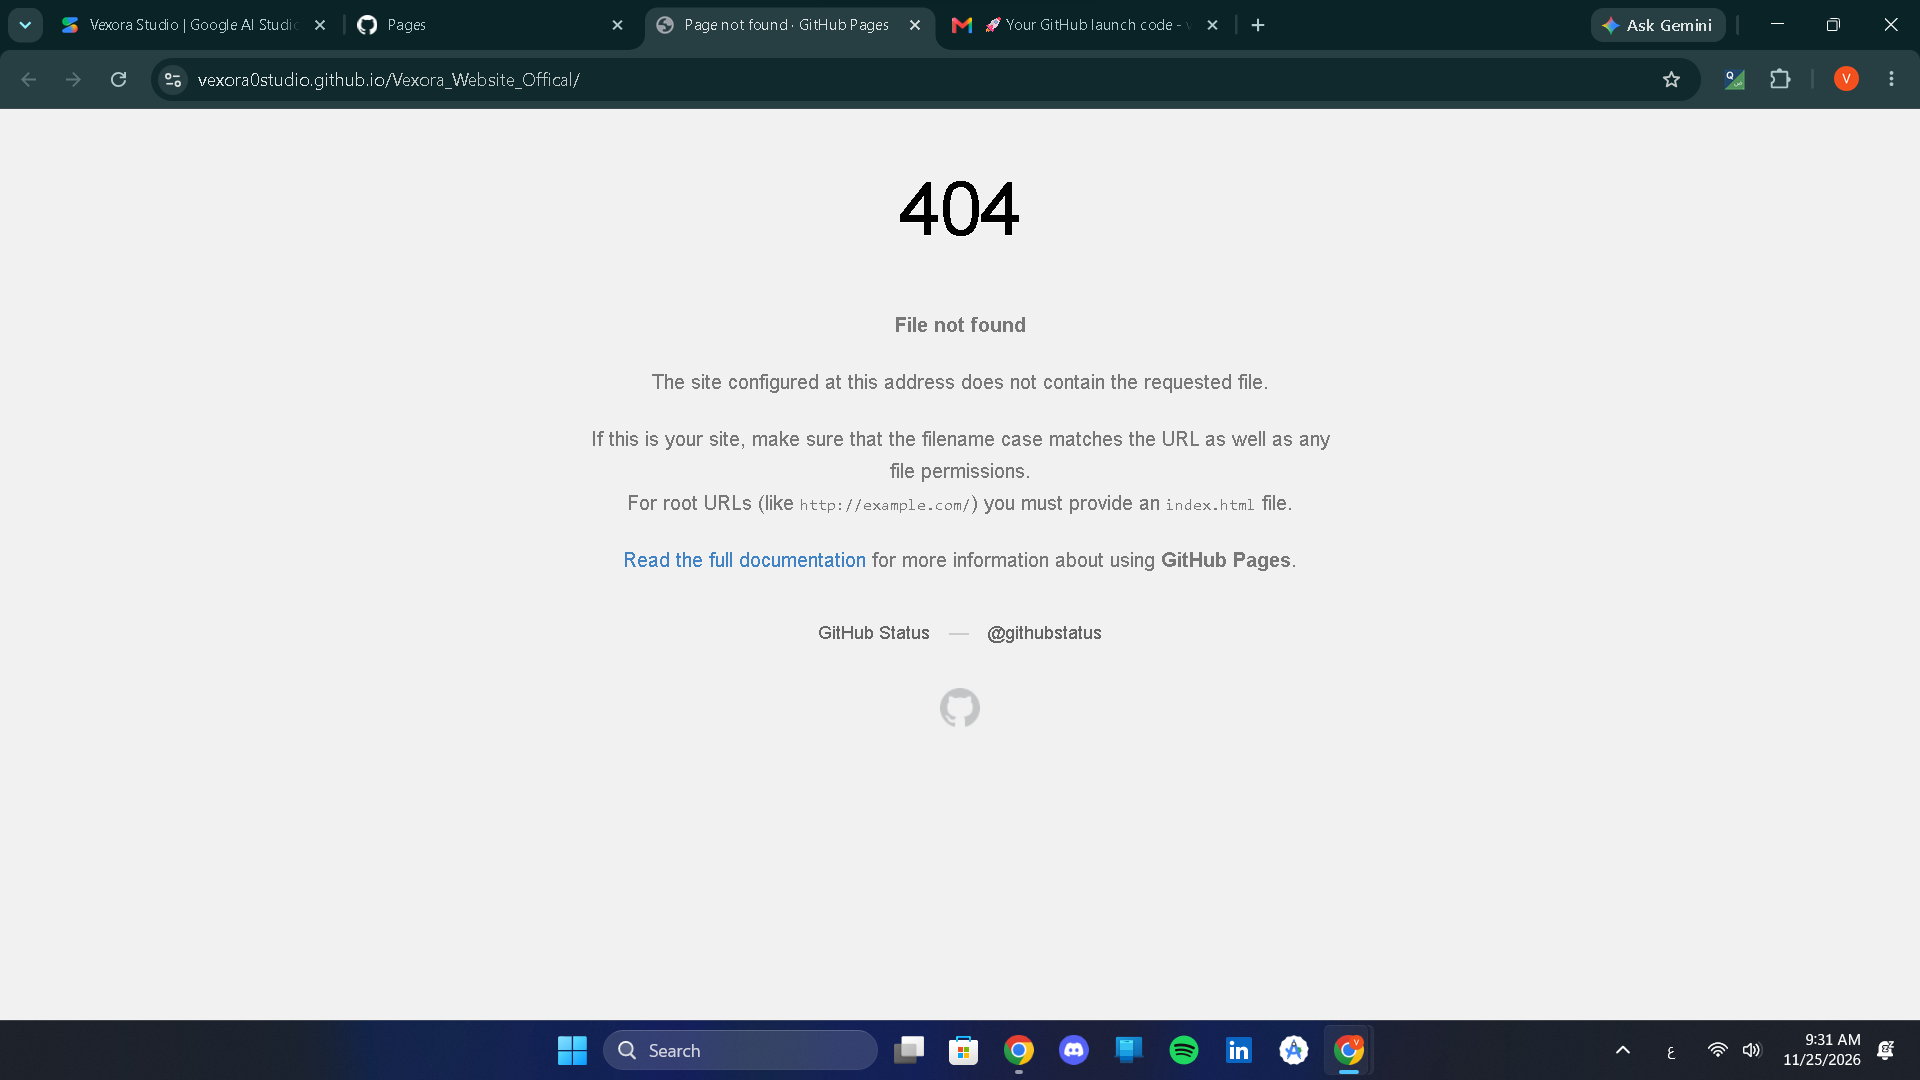 Vexora Studio | Google AI Studio
Pages
Page not found · GitHub Pages
🚀 Your GitHub launch code -
Ask Gemini
vexora0studio.github.io/Vexora_Website_Offical/
V
404
File not found
The site configured at this address does not contain the requested file.
If this is your site, make sure that the filename case matches the URL as well as any
file permissions.
For root URLs (like http://example.com/) you must provide an index.html file.
Read the full documentation for more information about using GitHub Pages.
GitHub Status — @githubstatus
Search
ع
9:31 AM
11/25/2026